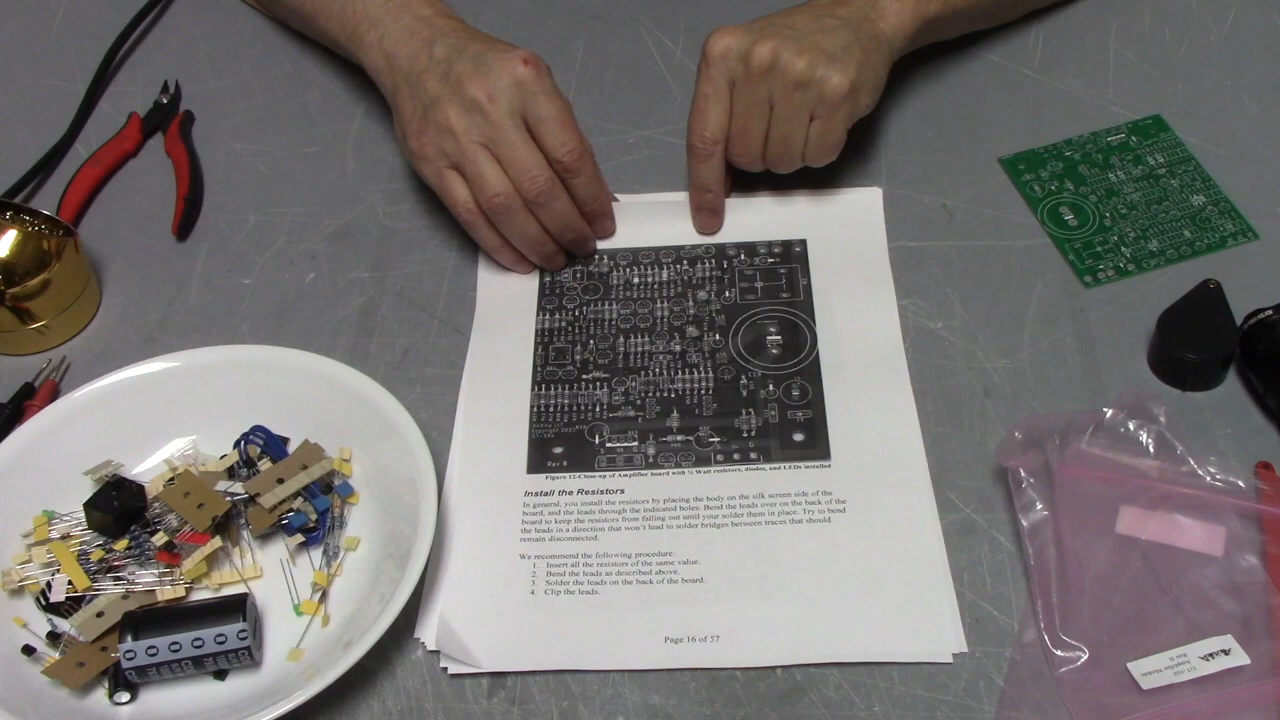 Rev B
Figure 12-Close-up of Amplifier board with ¼ Watt resistors, diodes, and LEDs installed
Install the Resistors
In general, you install the resistors by placing the body on the silk screen side of the
board, and the leads through the indicated holes. Bend the leads over on the back of the
board to keep the resistors from falling out until your solder them in place. Try to bend
the leads in a direction that won't lead to solder bridges between traces that should
remain disconnected.
We recommend the following procedure:
1. Insert all the resistors of the same value.
2. Bend the leads as described above.
3. Solder the leads on the back of the board.
4. Clip the leads.
Page 16 of 57
Amplifier Module
Rev B